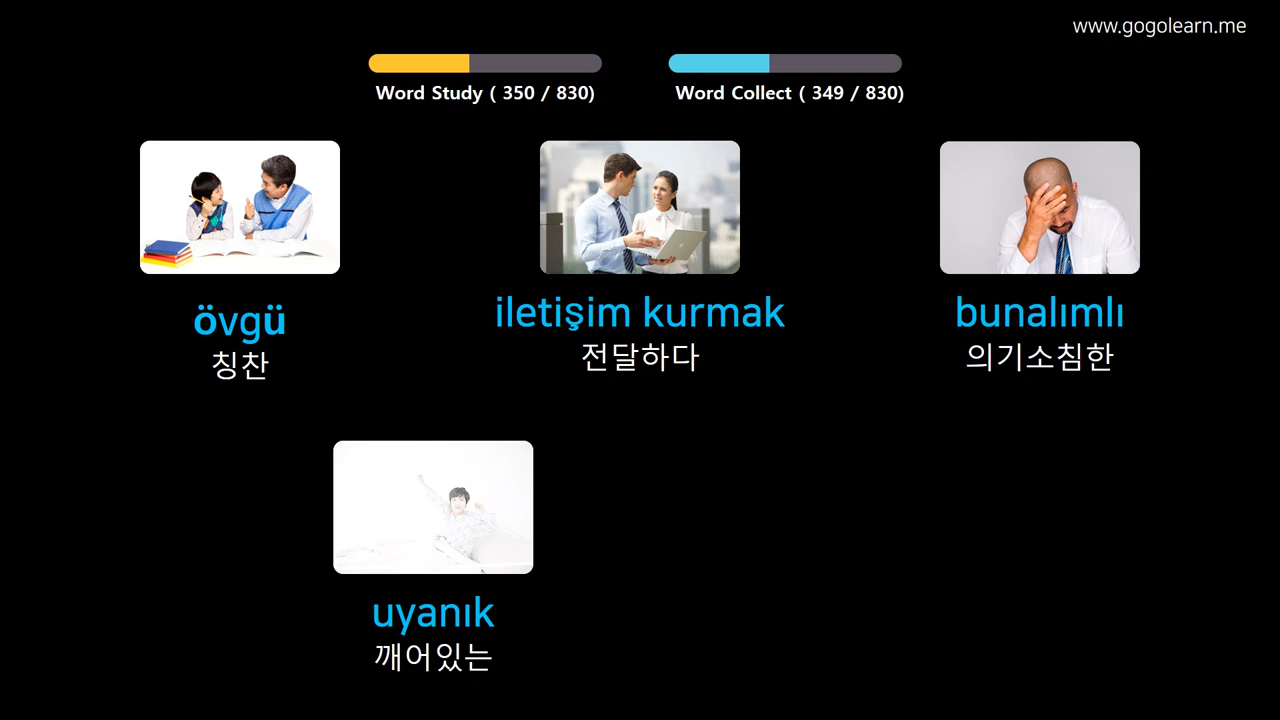 www.gogolearn.me
Word Study ( 350 / 830)
Word Collect ( 349 / 830)
övgü
칭찬
iletişim kurmak
전달하다
bunalımlı
의기소침한
uyanık
깨어있는